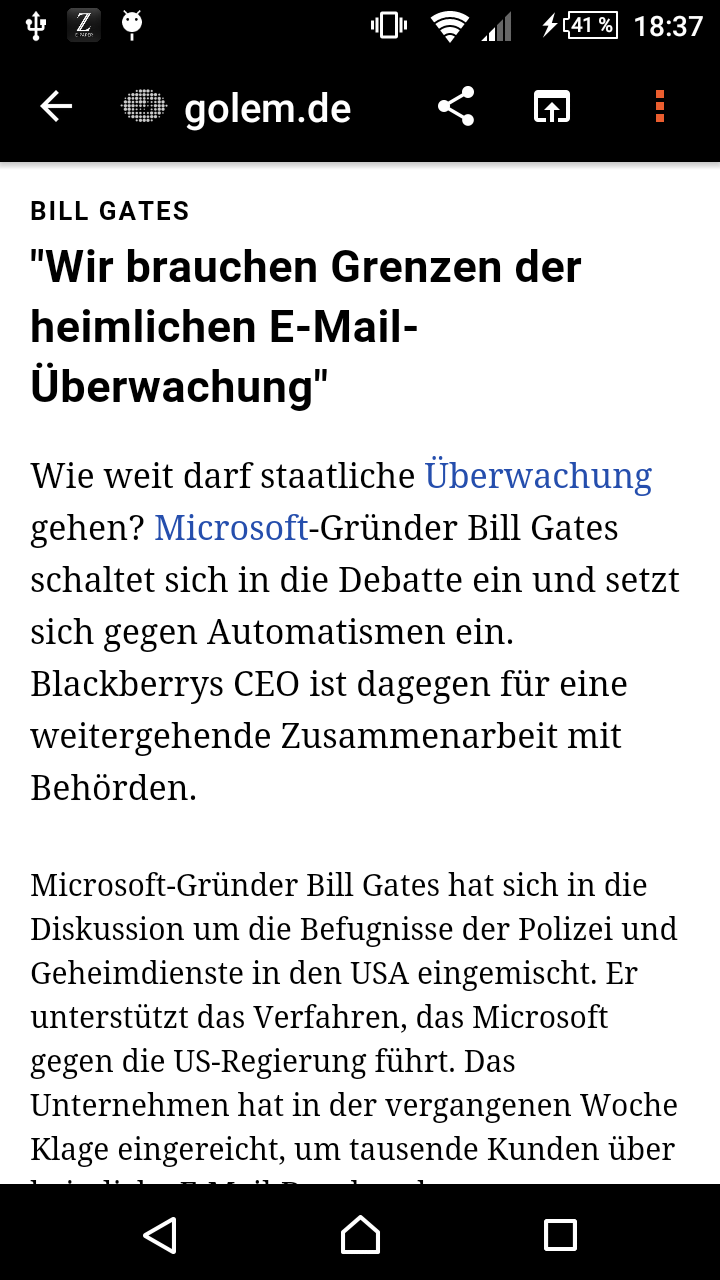 41 % 18:37
golem.de
BILL GATES
"Wir brauchen Grenzen der
heimlichen E-Mail-
Überwachung"
Wie weit darf staatliche Überwachung
gehen? Microsoft-Gründer Bill Gates
schaltet sich in die Debatte ein und setzt
sich gegen Automatismen ein.
Blackberrys CEO ist dagegen für eine
weitergehende Zusammenarbeit mit
Behörden.
Microsoft-Gründer Bill Gates hat sich in die
Diskussion um die Befugnisse der Polizei und
Geheimdienste in den USA eingemischt. Er
unterstützt das Verfahren, das Microsoft
gegen die US-Regierung führt. Das
Unternehmen hat in der vergangenen Woche
Klage eingereicht, um tausende Kunden über